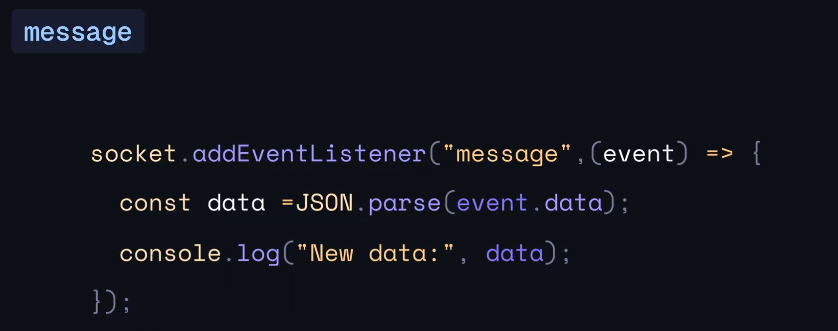 message
socket.addEventListener("message",(event) => {
const data =JSON.parse(event.data);
console.log("New data:", data);
});